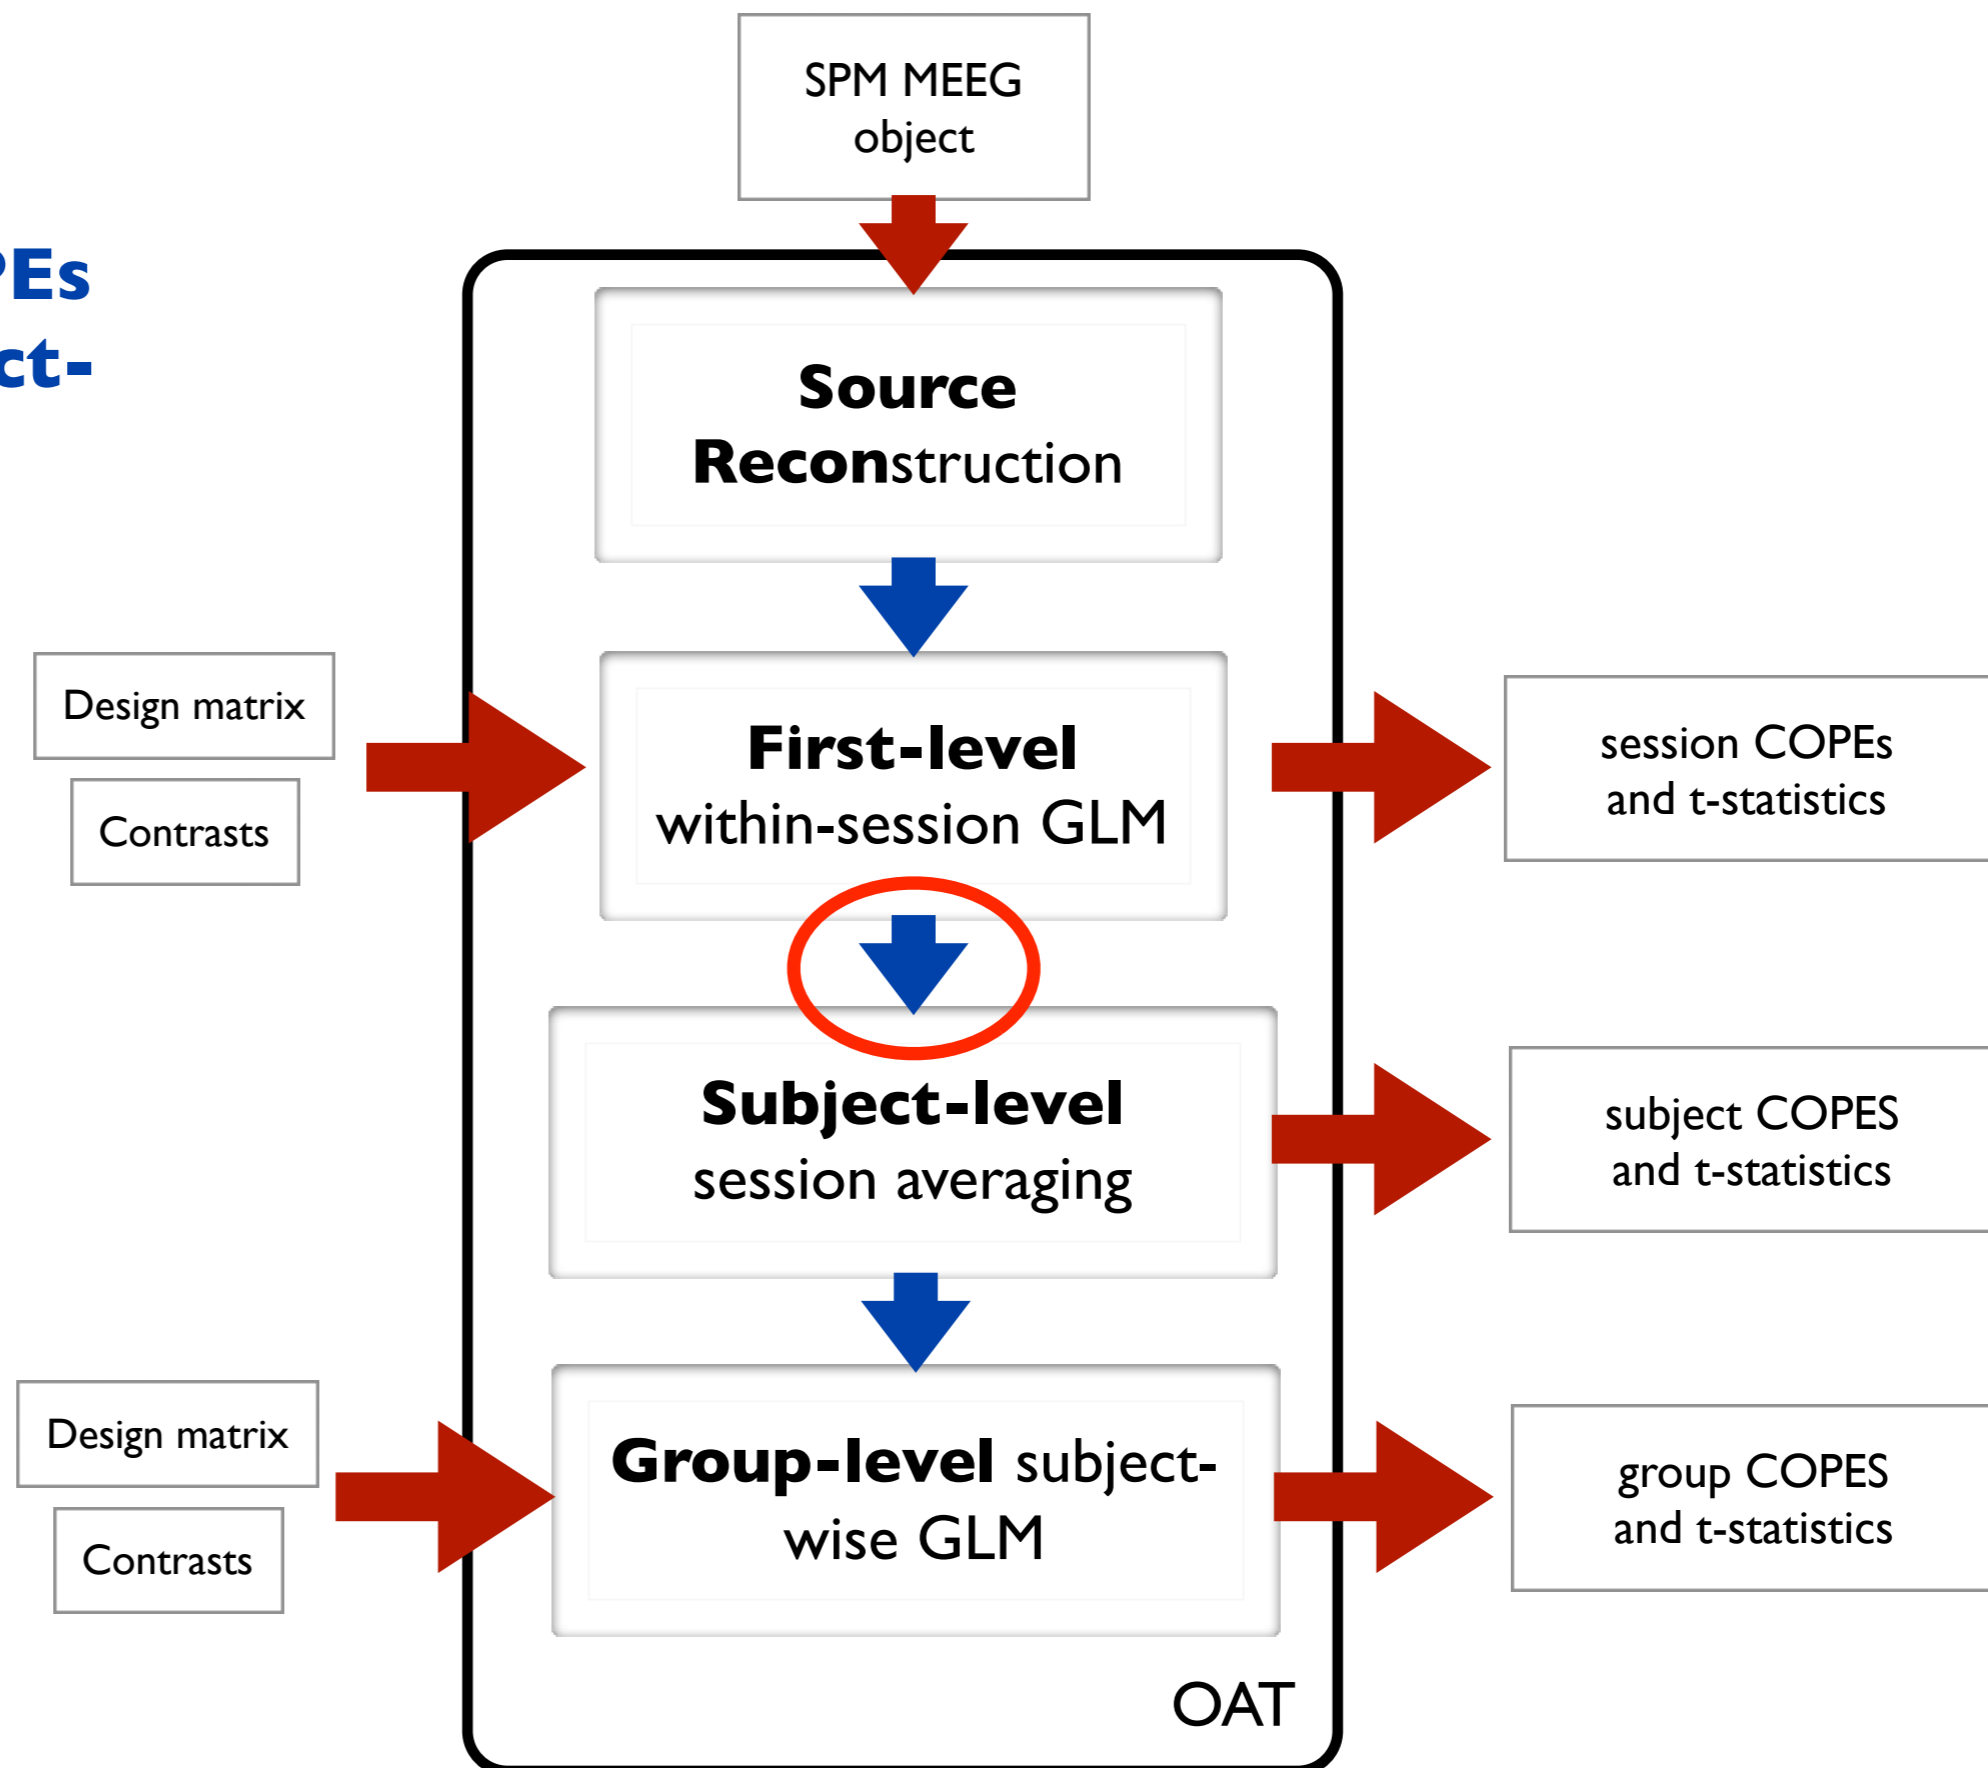 SPM MEEG
object
PEs
ct-
Source
Reconstruction
Design matrix
Contrasts
First-level
within-session GLM
session COPEs
and t-statistics
Subject-level
session averaging
subject COPES
and t-statistics
Design matrix
Contrasts
Group-level subject-
wise GLM
group COPES
and t-statistics
OAT